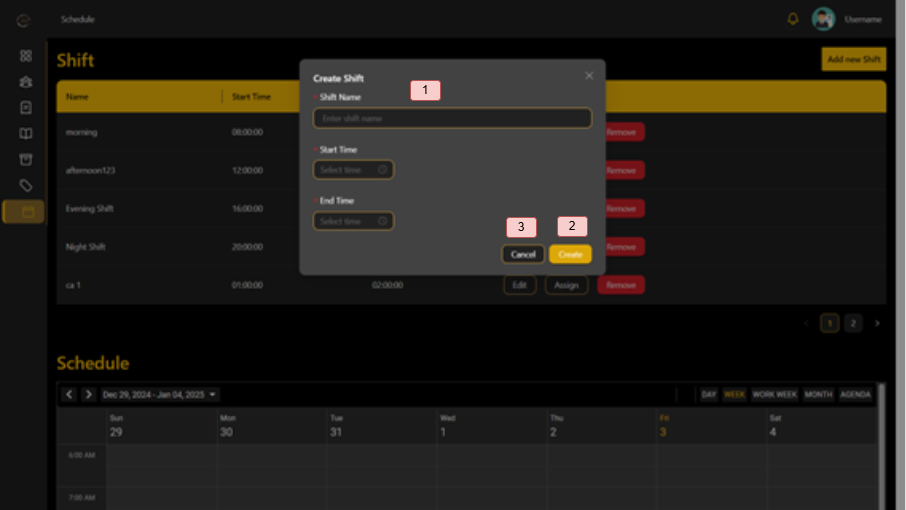 Schedule
Username
Shift
Add new Shift
Name
Start Time
morning
08:00:00
Remove
afternoon123
12:00:00
Remove
Evening Shift
16:00:00
Remove
Night Shift
20:00:00
Remove
ca 1
01:00:00
02:00:00
Edit
Assign
Remove
Create Shift
1
* Shift Name
Enter shift name
* Start Time
Select time
* End Time
Select time
3
2
Cancel
Create
< 1 2 >
Schedule
Dec 29, 2024 - Jan 04, 2025
DAY WEEK WORK WEEK MONTH AGENDA
Sun Mon Tue Wed Thu Fri Sat
29 30 31 1 2 3 4
6:00 AM
7:00 AM